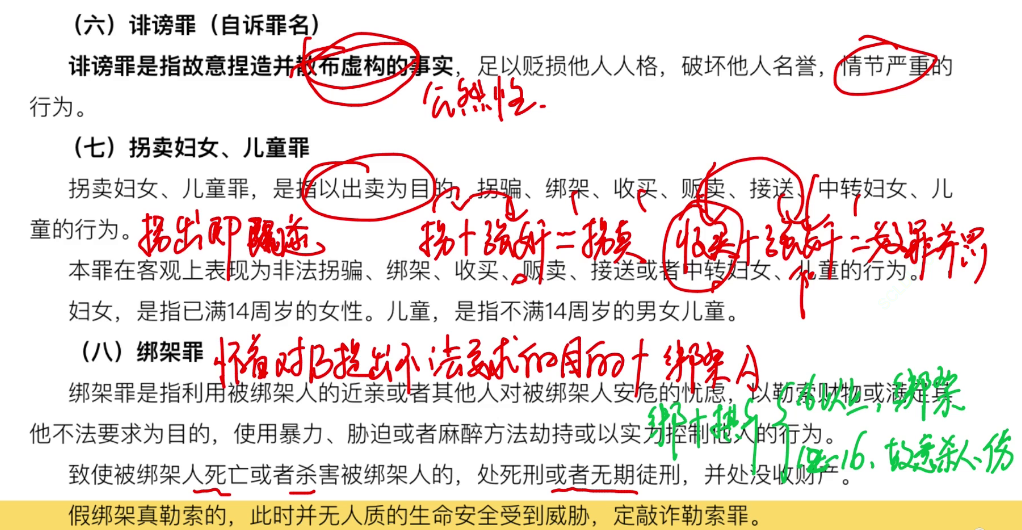 （六）诽谤罪（自诉罪名）
诽谤罪是指故意捏造并散布虚构的事实，足以贬损他人人格，破坏他人名誉，情节严重的
行为。
公然性.
（七）拐卖妇女、儿童罪
拐卖妇女、儿童罪，是指以出卖为目的，拐骗、绑架、收买、贩卖、接送、中转妇女、儿
童的行为。
拐出即既遂 拐+强奸=拐卖 收买+强奸=数罪并罚
本罪在客观上表现为非法拐骗、绑架、收买、贩卖、接送或者中转妇女、儿童的行为。
妇女，是指已满14周岁的女性。儿童，是指不满14周岁的男女儿童。
（八）绑架罪
怀着对乃提出不法要求的目的+绑架人
绑架罪是指利用被绑架人的近亲或者其他人对被绑架人安危的忧虑，以勒索财物或满足其
他不法要求为目的，使用暴力、胁迫或者麻醉方法劫持或以实力控制他人的行为。
绑+撕 16以上，绑架
14-16、故意杀人、伤
致使被绑架人死亡或者杀害被绑架人的，处死刑或者无期徒刑，并处没收财产。
假绑架真勒索的，此时并无人质的生命安全受到威胁，定敲诈勒索罪。